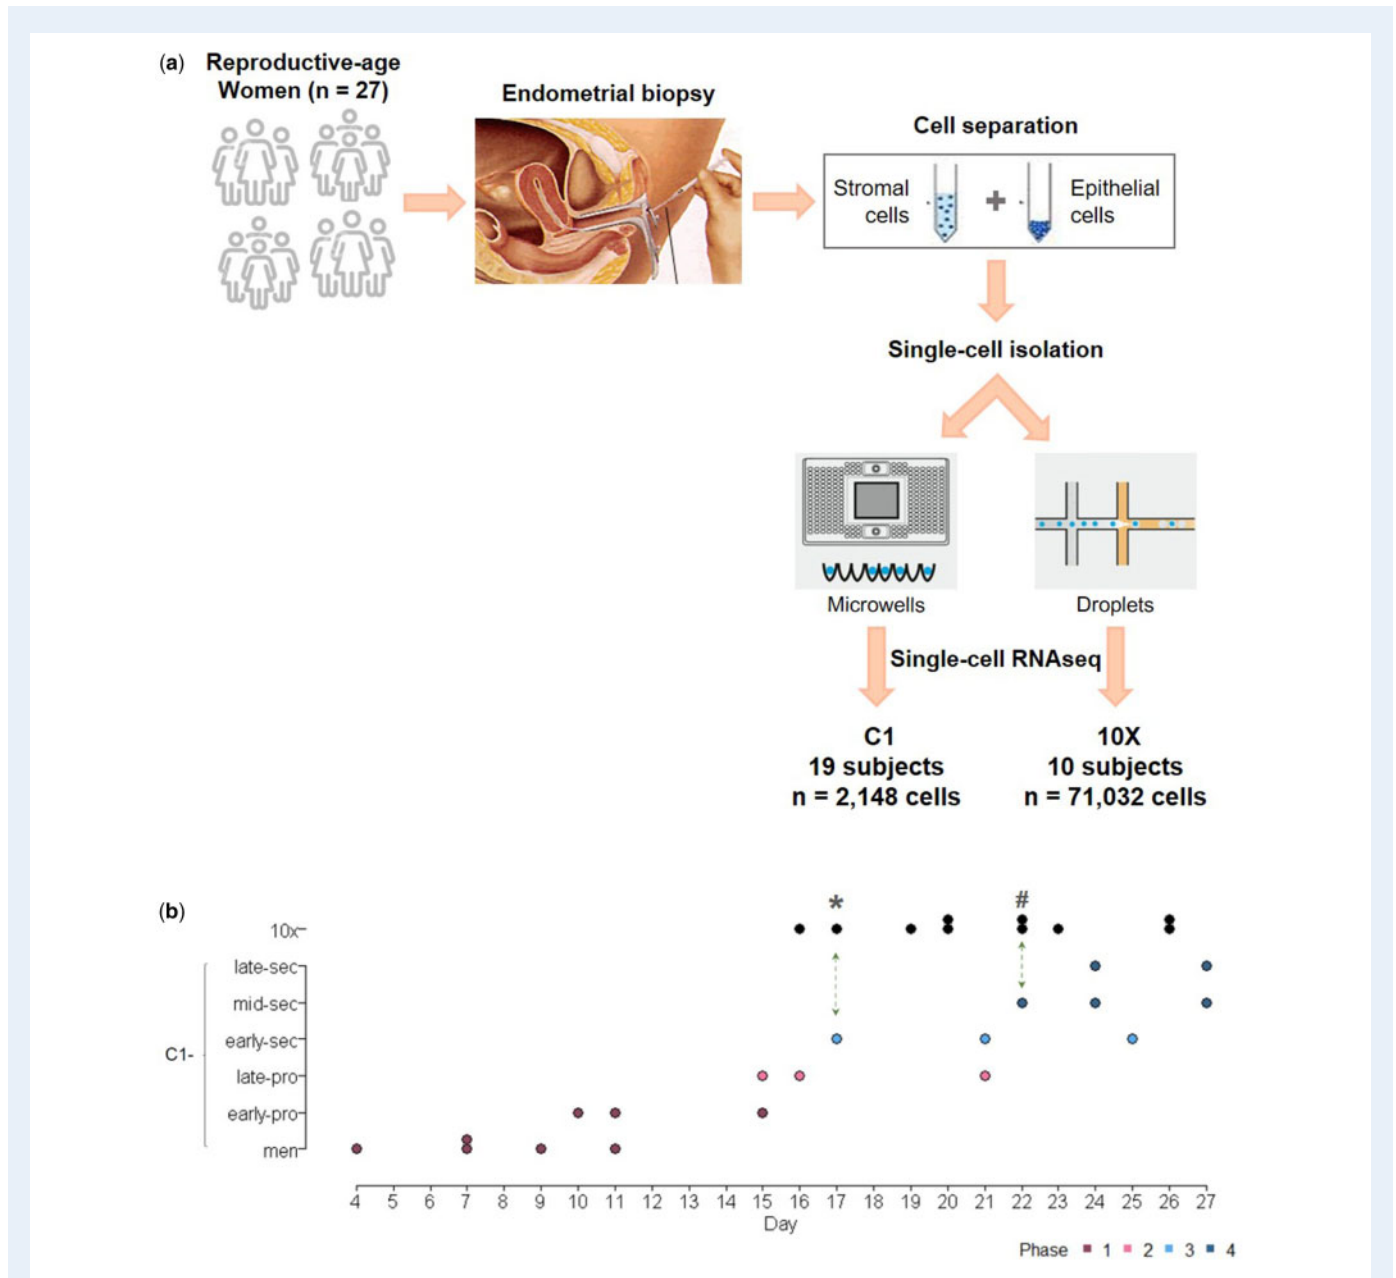 (a)
Reproductive-age
Women (n = 27)
Endometrial biopsy
Cell separation
Stromal
cells
+
Epithelial
cells
Single-cell isolation
Microwells
Droplets
Single-cell RNAseq
C1
19 subjects
n = 2,148 cells
10X
10 subjects
n = 71,032 cells
(b)
*
#
10x
late-sec
mid-sec
early-sec
C1-
late-pro
early-pro
men
4 5 6 7 8 9 10 11 12 13 14 15 16 17 18 19 20 21 22 23 24 25 26 27
Day
Phase 1 2 3 4